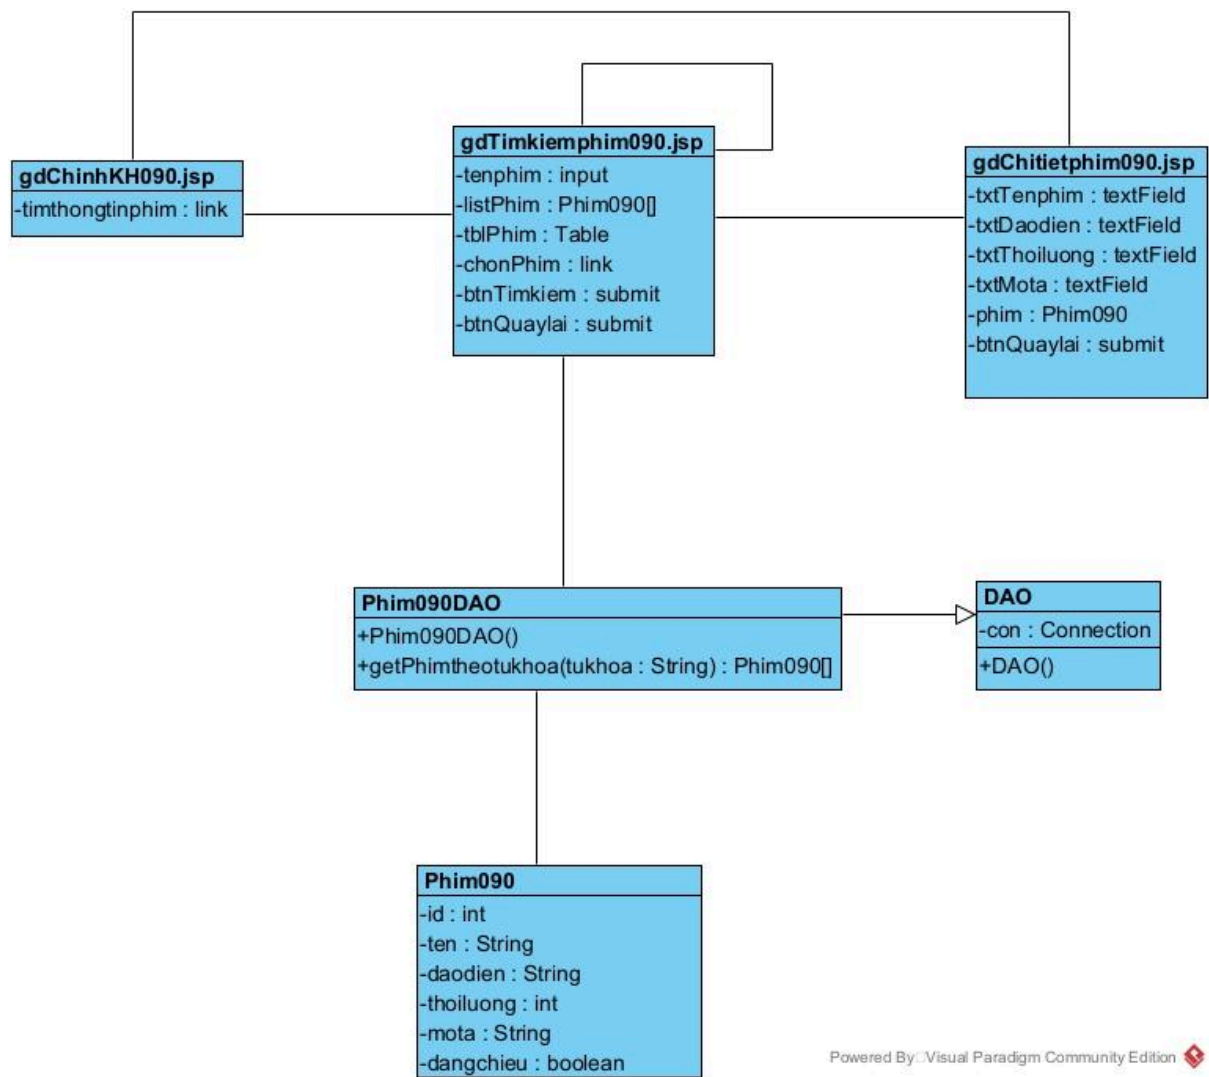 gdChinhKH090.jsp
-timthongtinphim : link
gdTimkiemphim090.jsp
-tenphim : input
-listPhim : Phim090[]
-tblPhim : Table
-chonPhim : link
-btnTimkiem : submit
-btnQuaylai : submit
gdChitietphim090.jsp
-txtTenphim : textField
-txtDaodien : textField
-txtThoiluong : textField
-txtMota : textField
-phim : Phim090
-btnQuaylai : submit
Phim090DAO
+Phim090DAO()
+getPhimtheotukhoa(tukhoa : String) : Phim090[]
DAO
-con : Connection
+DAO()
Phim090
-id : int
-ten : String
-daodien : String
-thoiluong : int
-mota : String
-dangchieu : boolean
Powered By Visual Paradigm Community Edition